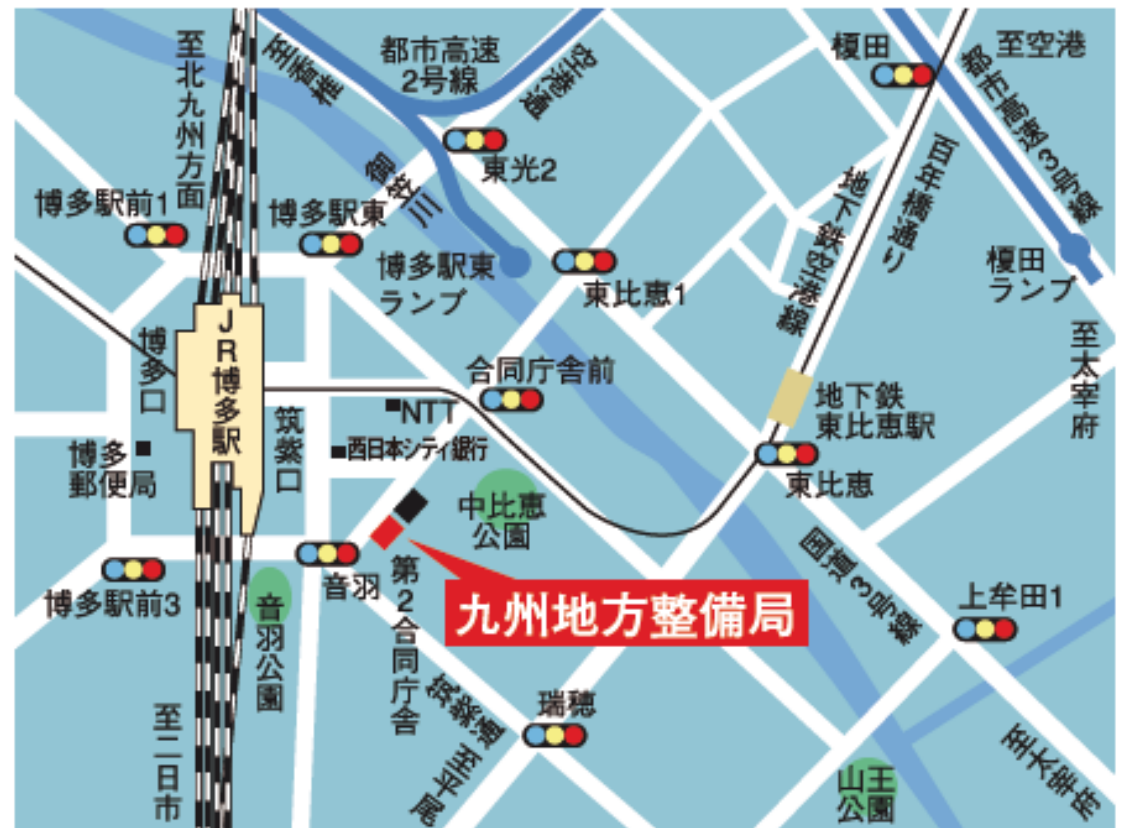 至北九州方面
至香椎
都市高速
2号線
空港通
榎田
至空港
都市高速3号線
東光2
御笠川
百年橋通り
地下鉄空港線
博多駅前1
博多駅東
博多駅東
ランプ
東比恵1
榎田
ランプ
至太宰府
JR博多駅
博多口
合同庁舎前
NTT
筑紫口
西日本シティ銀行
地下鉄
東比恵駅
博多
郵便局
東比恵
中比恵
公園
国道3号線
博多駅前3
音羽
第2合同庁舎
九州地方整備局
上牟田1
音羽公園
筑紫通
瑞穂
至二日市
至井尻
山王
公園
至太宰府